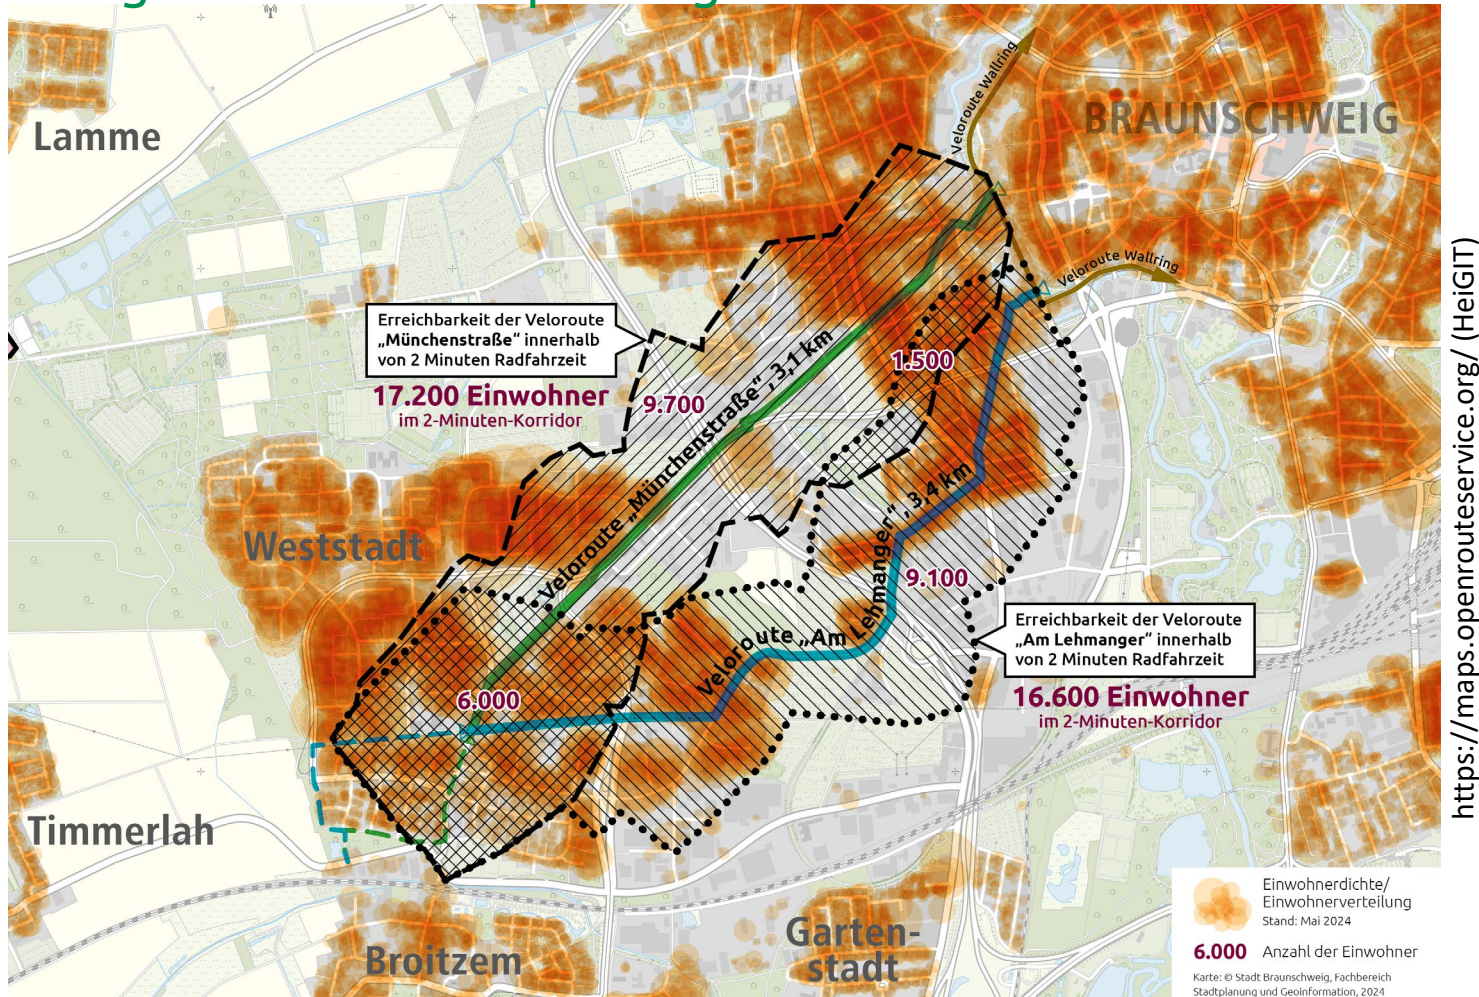 Lamme
BRAUNSCHWEIG
Veloroute Wallring
Veloroute Wallring
Erreichbarkeit der Veloroute
„Münchenstraße“ innerhalb
von 2 Minuten Radfahrzeit
17.200 Einwohner
im 2-Minuten-Korridor
9.700
1.500
Veloroute „Münchenstraße“, 3,1 km
Weststadt
Veloroute „Am Lehmanger“, 3,4 km
9.100
6.000
Erreichbarkeit der Veloroute
„Am Lehmanger“ innerhalb
von 2 Minuten Radfahrzeit
16.600 Einwohner
im 2-Minuten-Korridor
Timmerlah
Broitzem
Garten-
stadt
Einwohnerdichte/
Einwohnerverteilung
Stand: Mai 2024
6.000 Anzahl der Einwohner
Karte: © Stadt Braunschweig, Fachbereich
Stadtplanung und Geoinformation, 2024
https://maps.openrouteservice.org/ (HeiGIT)